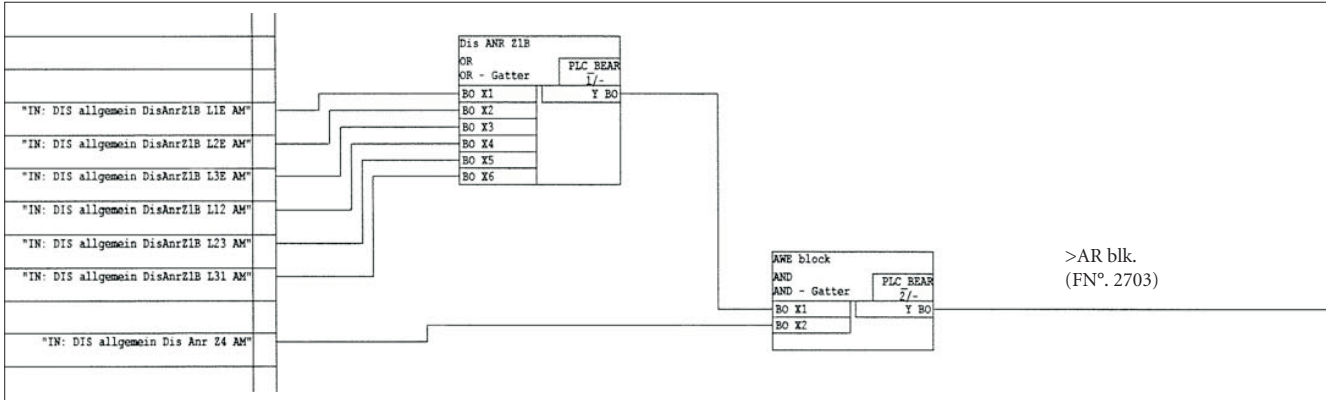 "IN: DIS allgemein DisAnrZ1B L1E AM"
"IN: DIS allgemein DisAnrZ1B L2E AM"
"IN: DIS allgemein DisAnrZ1B L3E AM"
"IN: DIS allgemein DisAnrZ1B L12 AM"
"IN: DIS allgemein DisAnrZ1B L23 AM"
"IN: DIS allgemein DisAnrZ1B L31 AM"
"IN: DIS allgemein Dis Anr Z4 AM"
Dis ANR Z1B
OR
OR - Gatter
PLC_BEAR
1/-
BO X1
Y BO
BO X2
BO X3
BO X4
BO X5
BO X6
AWE block
AND
AND - Gatter
PLC_BEAR
2/-
BO X1
Y BO
BO X2
>AR blk.
(FN°. 2703)